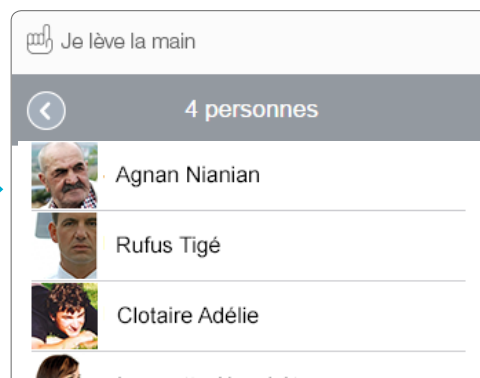 Je lève la main
4 personnes
Agnan Nianian
Rufus Tigé
Clotaire Adélie